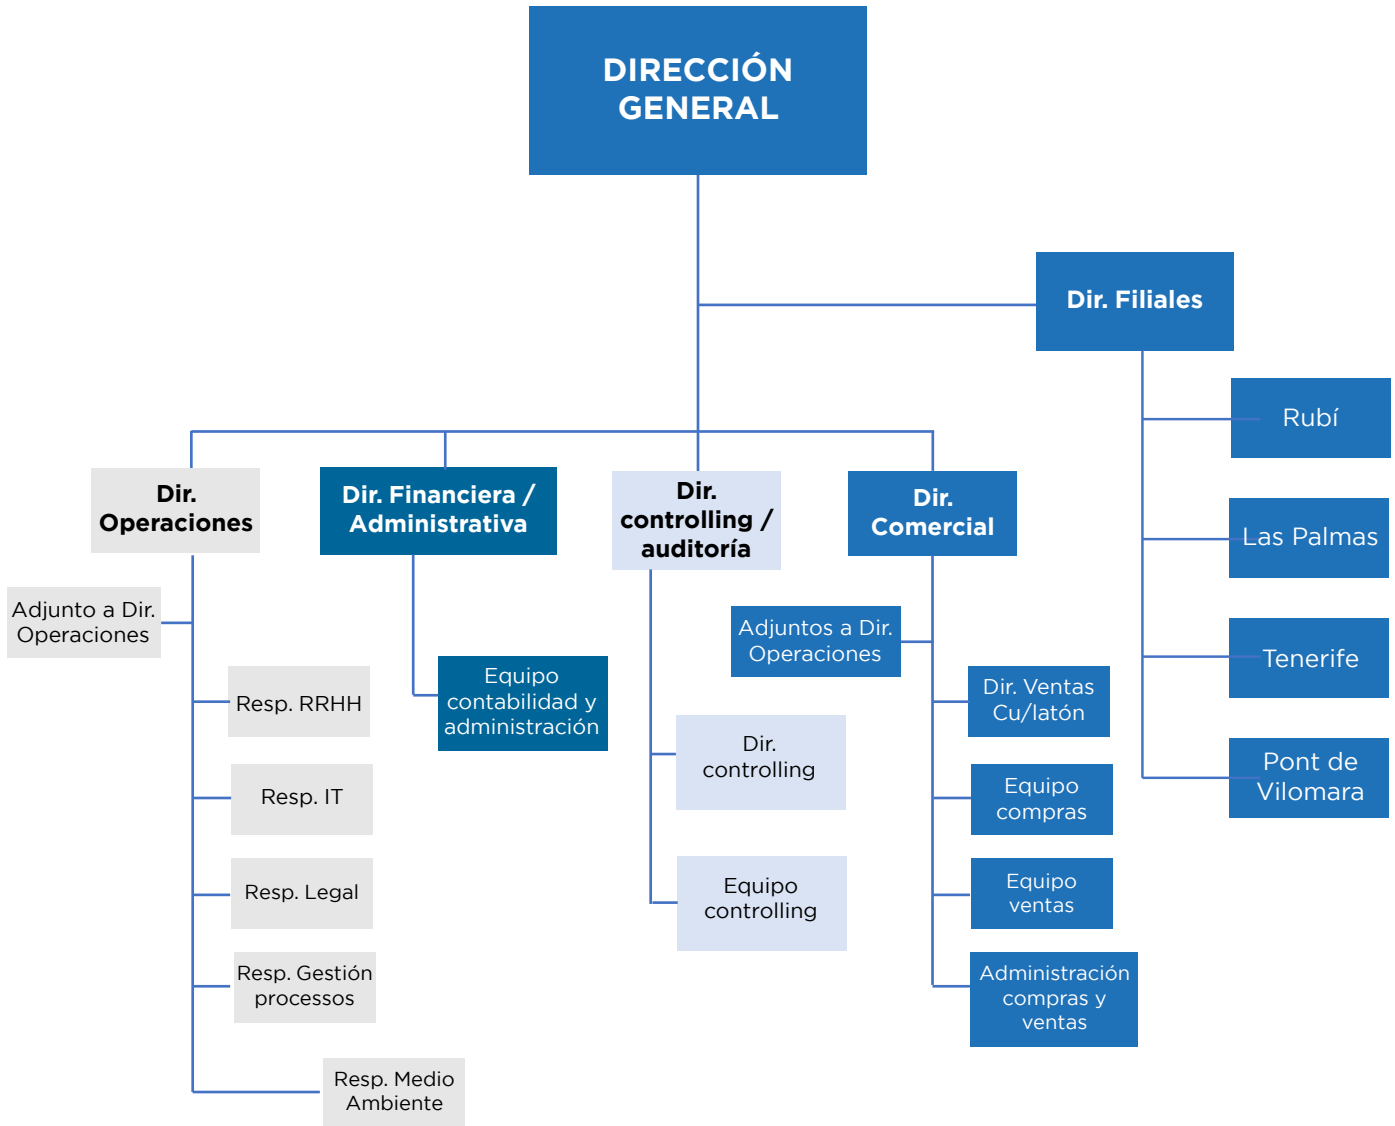 DIRECCIÓN
GENERAL
Dir. Filiales
Rubí
Las Palmas
Tenerife
Pont de
Vilomara
Dir.
Operaciones
Adjunto a Dir.
Operaciones
Resp. RRHH
Resp. IT
Resp. Legal
Resp. Gestión
processos
Resp. Medio
Ambiente
Dir. Financiera /
Administrativa
Equipo
contabilidad y
administración
Dir.
controlling /
auditoría
Dir.
controlling
Equipo
controlling
Dir.
Comercial
Adjuntos a Dir.
Operaciones
Dir. Ventas
Cu/latón
Equipo
compras
Equipo
ventas
Administración
compras y
ventas